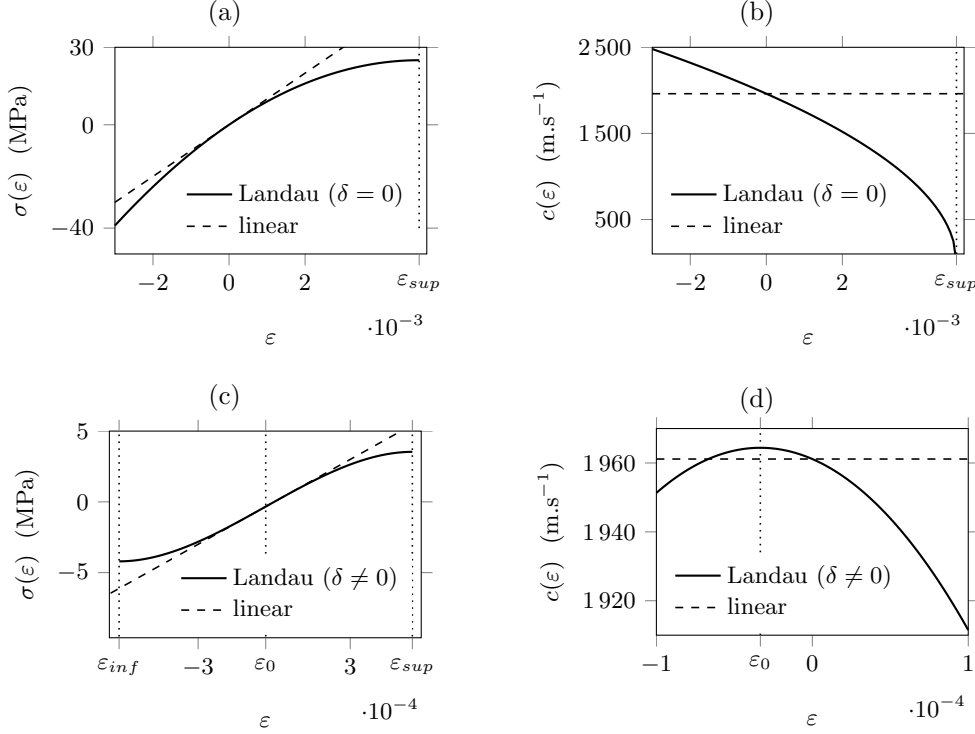 (a)
σ(ε) (MPa)
30
0
−40
Landau (δ = 0)
linear
−2 0 2 ε_sup
·10⁻³
ε
(b)
c(ε) (m.s⁻¹)
2 500
1 500
500
Landau (δ = 0)
linear
−2 0 2 ε_sup
·10⁻³
ε
(c)
σ(ε) (MPa)
5
0
−5
Landau (δ ≠ 0)
linear
ε_inf −3 ε₀ 3 ε_sup
·10⁻⁴
ε
(d)
c(ε) (m.s⁻¹)
1 960
1 940
1 920
Landau (δ ≠ 0)
linear
−1 ε₀ 0 1
·10⁻⁴
ε